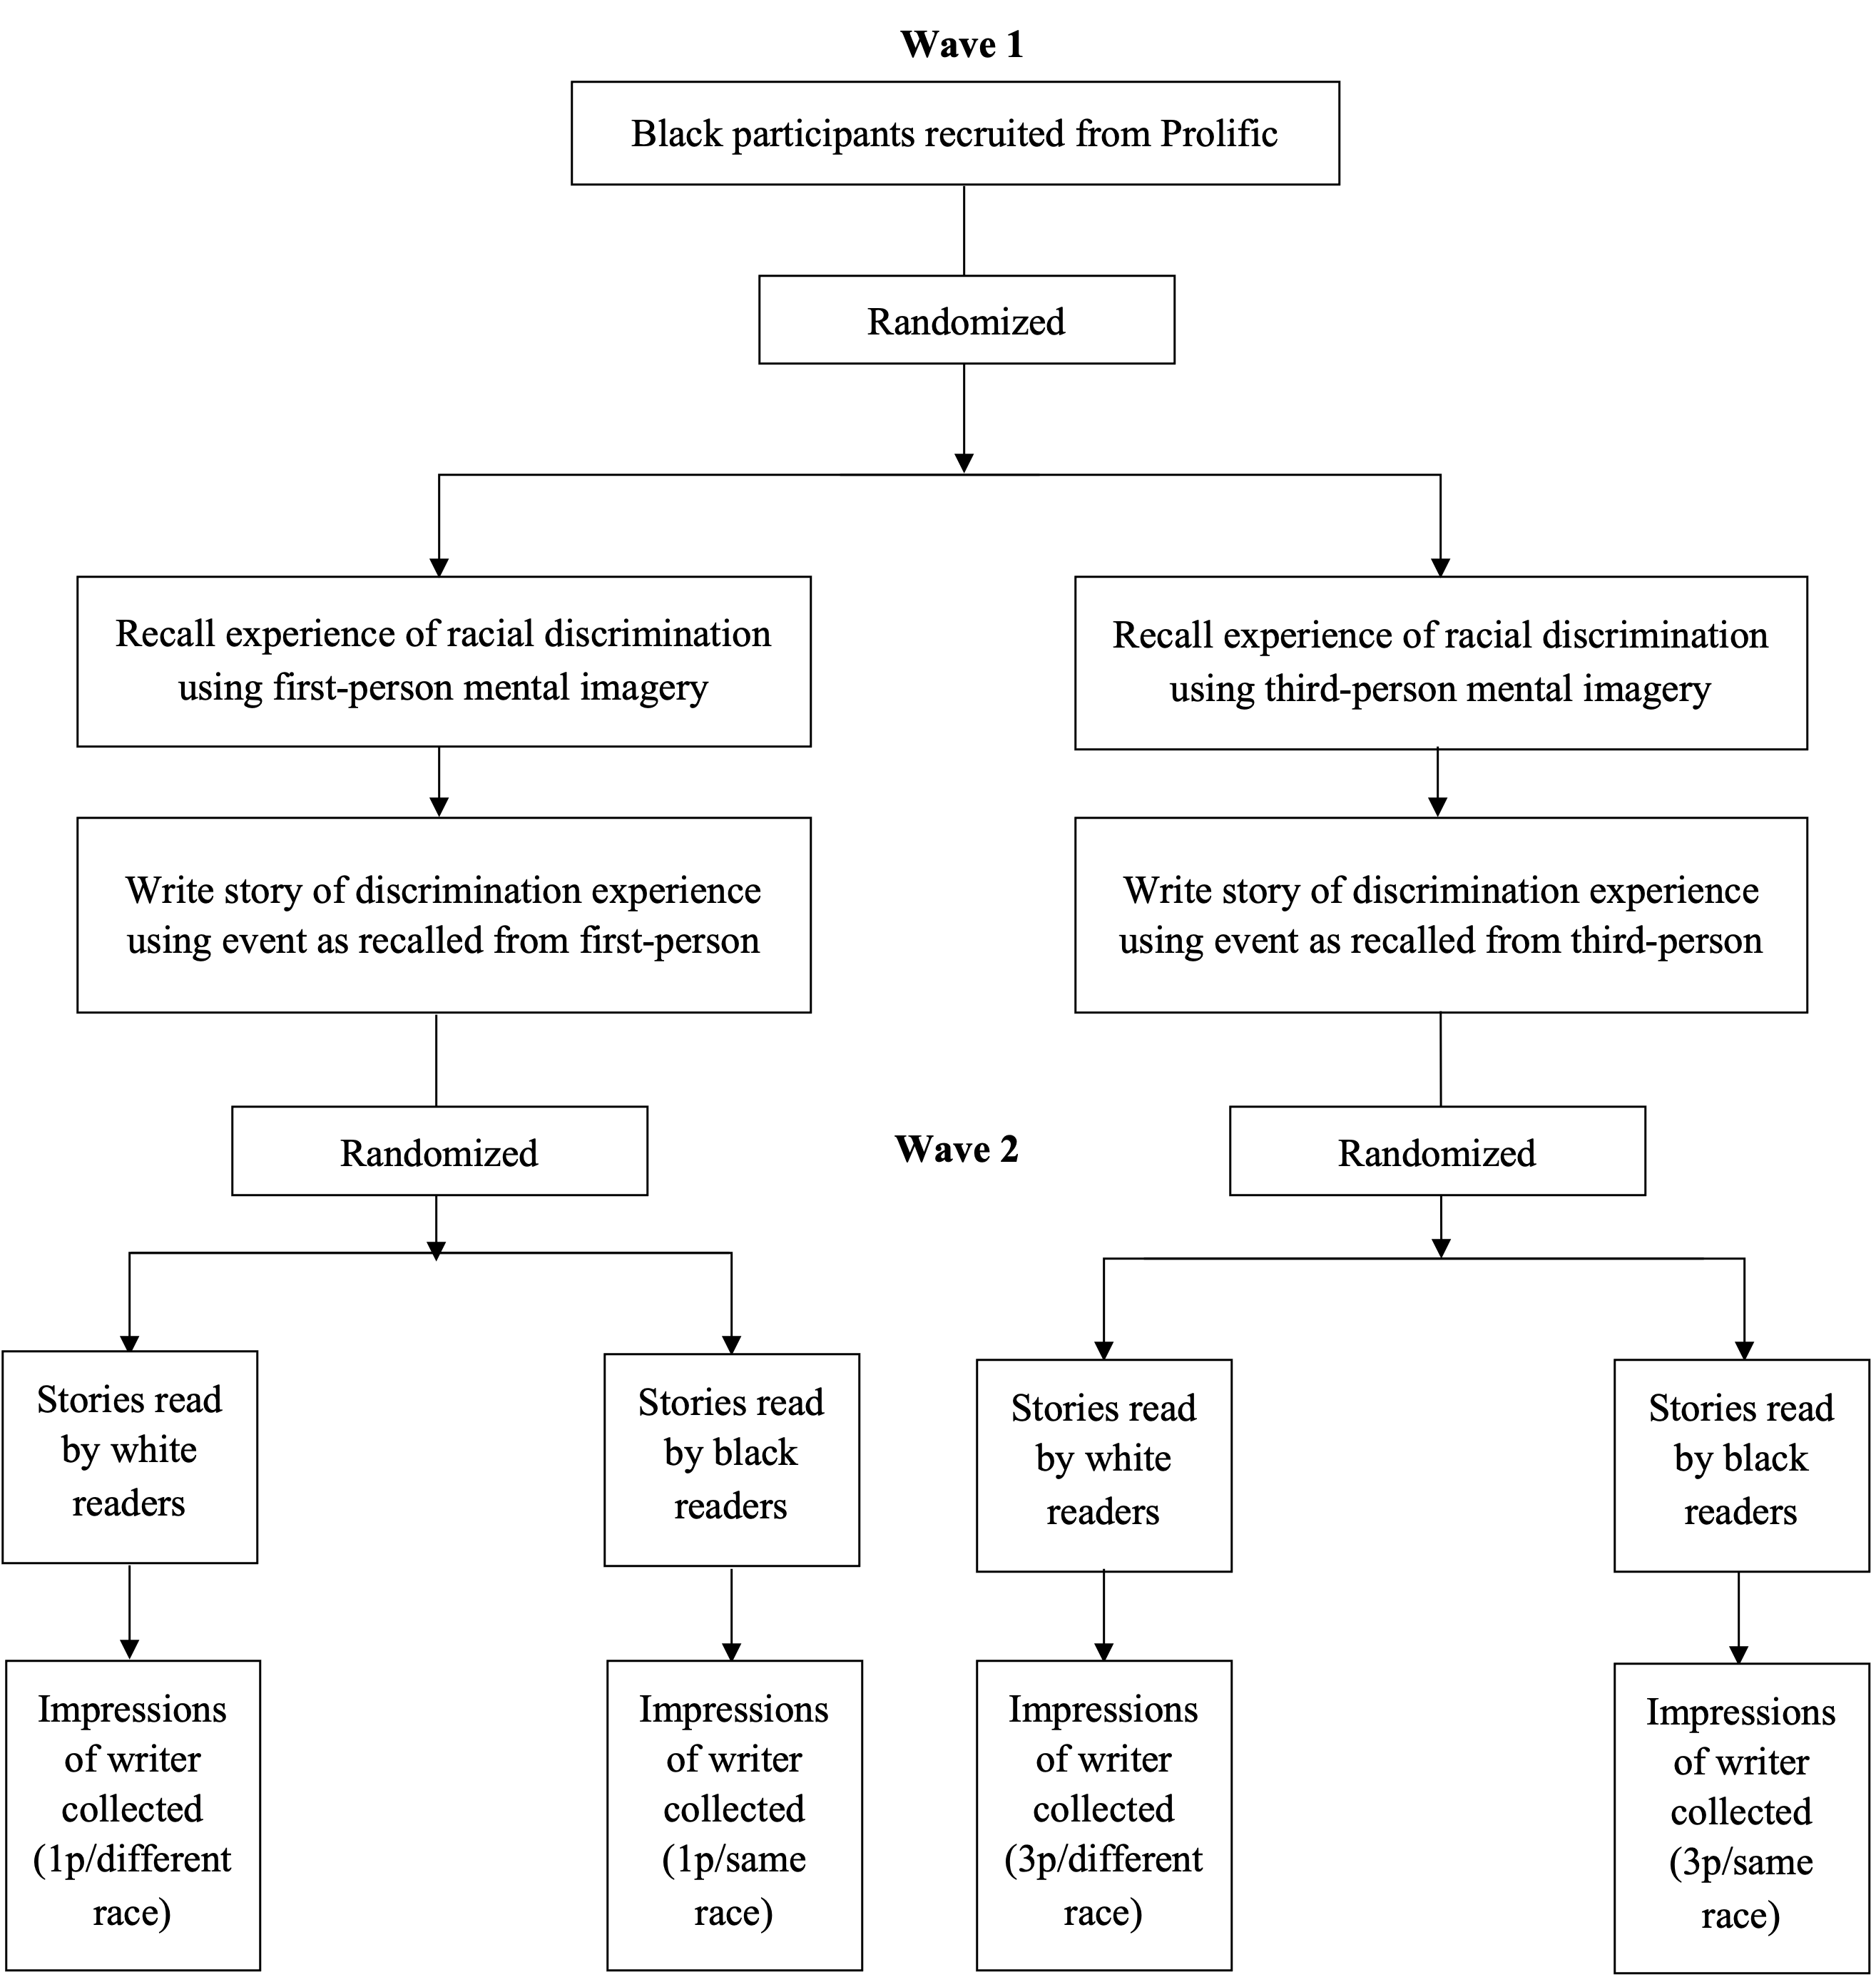 Wave 1
Black participants recruited from Prolific
Randomized
Recall experience of racial discrimination
using first-person mental imagery
Recall experience of racial discrimination
using third-person mental imagery
Write story of discrimination experience
using event as recalled from first-person
Write story of discrimination experience
using event as recalled from third-person
Randomized
Wave 2
Randomized
Stories read
by white
readers
Stories read
by black
readers
Stories read
by white
readers
Stories read
by black
readers
Impressions
of writer
collected
(1p/different
race)
Impressions
of writer
collected
(1p/same
race)
Impressions
of writer
collected
(3p/different
race)
Impressions
of writer
collected
(3p/same
race)